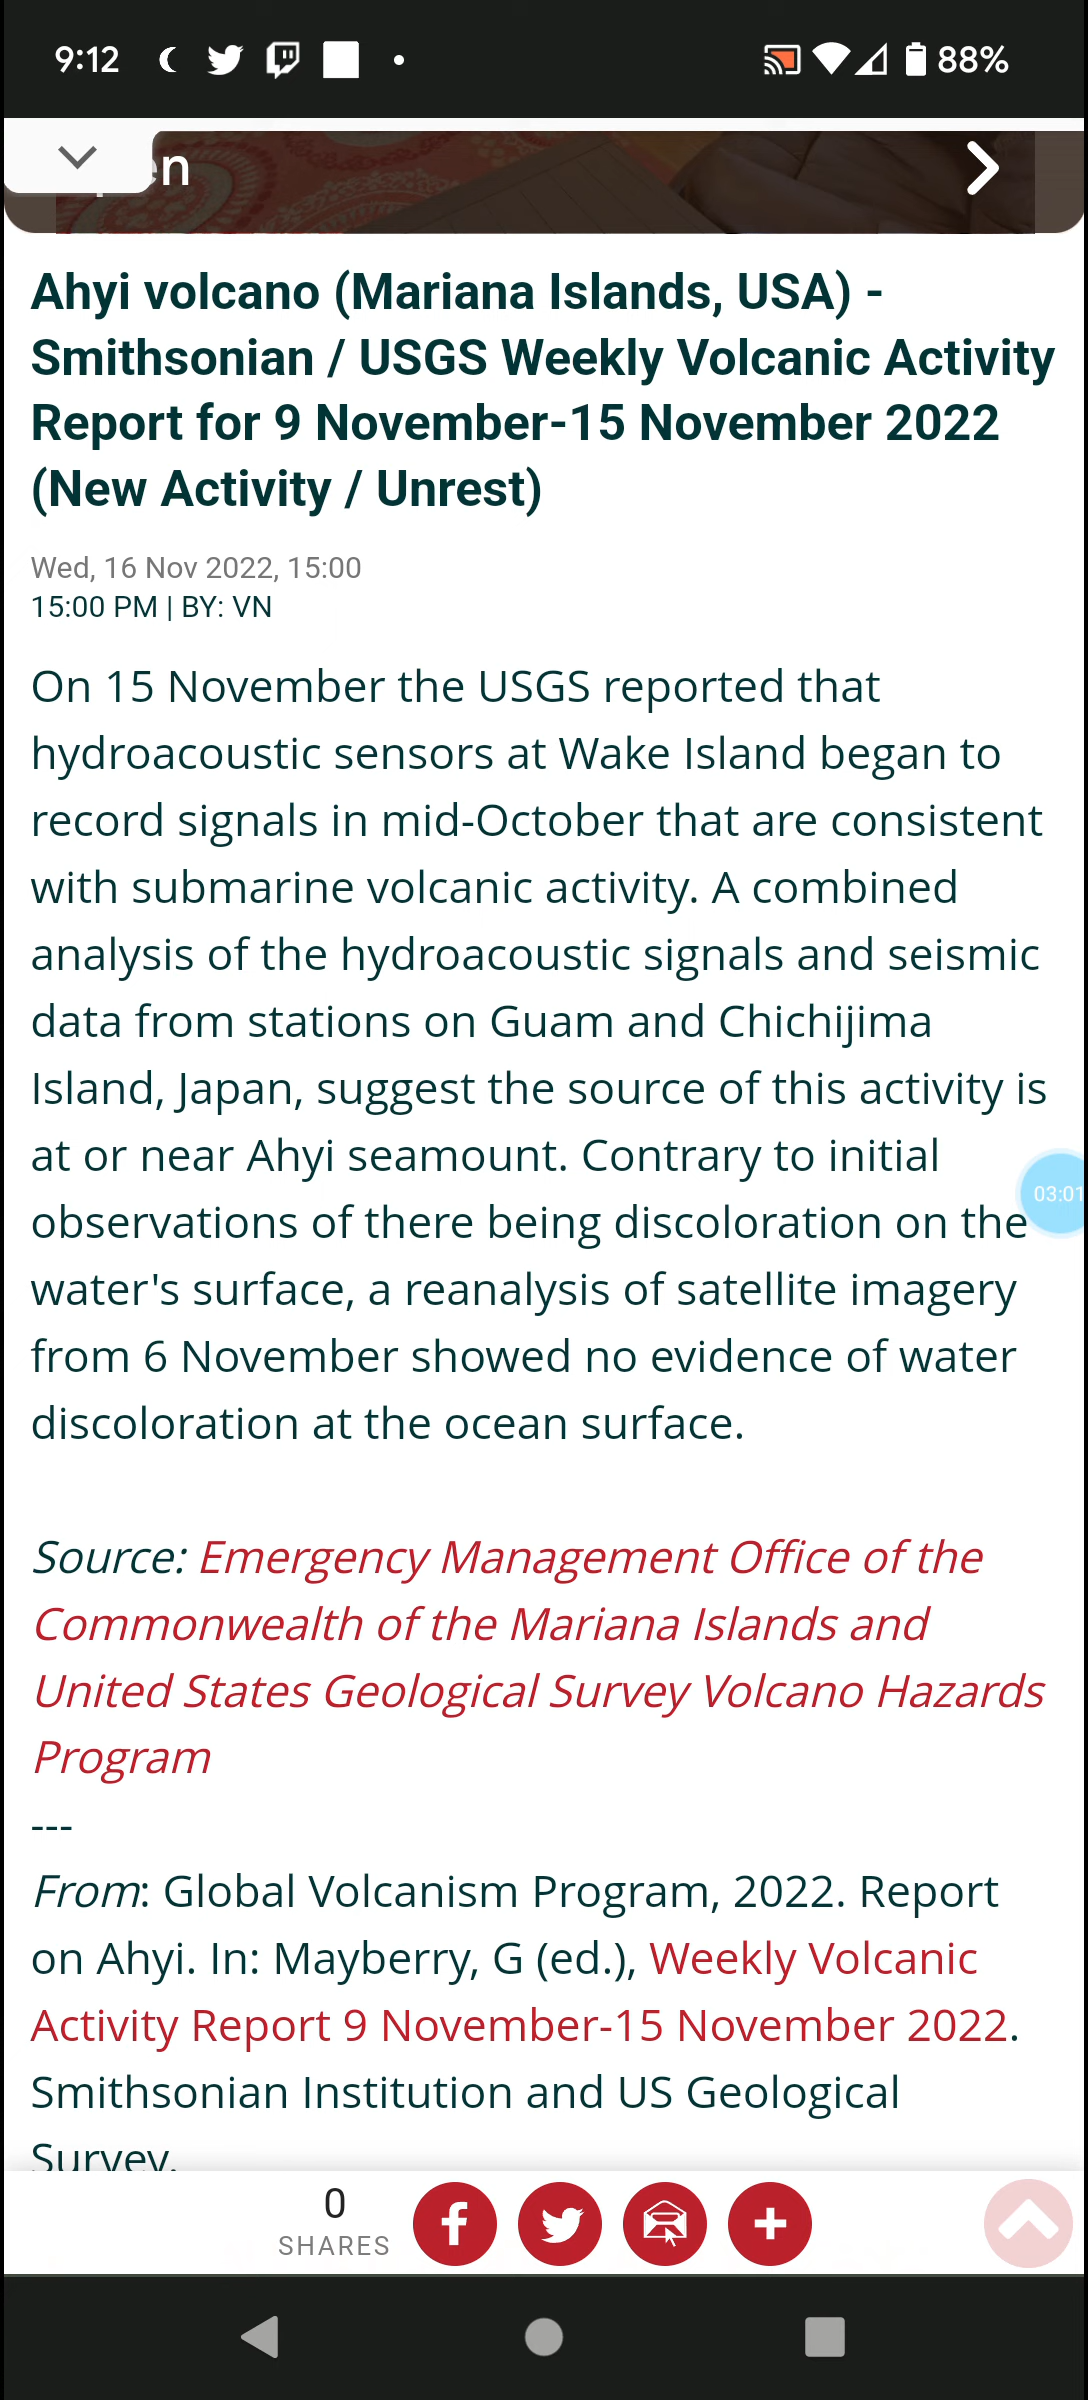 9:12
88%
en
Ahyi volcano (Mariana Islands, USA) -
Smithsonian / USGS Weekly Volcanic Activity
Report for 9 November-15 November 2022
(New Activity / Unrest)
Wed, 16 Nov 2022, 15:00
15:00 PM | BY: VN
On 15 November the USGS reported that
hydroacoustic sensors at Wake Island began to
record signals in mid-October that are consistent
with submarine volcanic activity. A combined
analysis of the hydroacoustic signals and seismic
data from stations on Guam and Chichijima
Island, Japan, suggest the source of this activity is
at or near Ahyi seamount. Contrary to initial
03:01
observations of there being discoloration on the
water's surface, a reanalysis of satellite imagery
from 6 November showed no evidence of water
discoloration at the ocean surface.
Source: Emergency Management Office of the
Commonwealth of the Mariana Islands and
United States Geological Survey Volcano Hazards
Program
---
From: Global Volcanism Program, 2022. Report
on Ahyi. In: Mayberry, G (ed.), Weekly Volcanic
Activity Report 9 November-15 November 2022.
Smithsonian Institution and US Geological
Survey.
0
SHARES